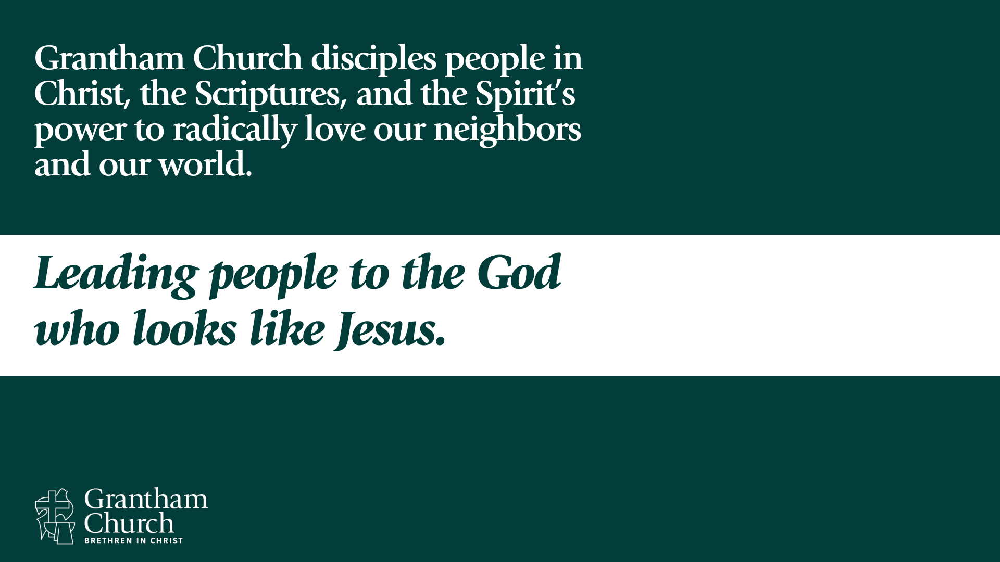 Grantham Church disciples people in
Christ, the Scriptures, and the Spirit’s
power to radically love our neighbors
and our world.
Leading people to the God
who looks like Jesus.
Grantham
Church
BRETHREN IN CHRIST